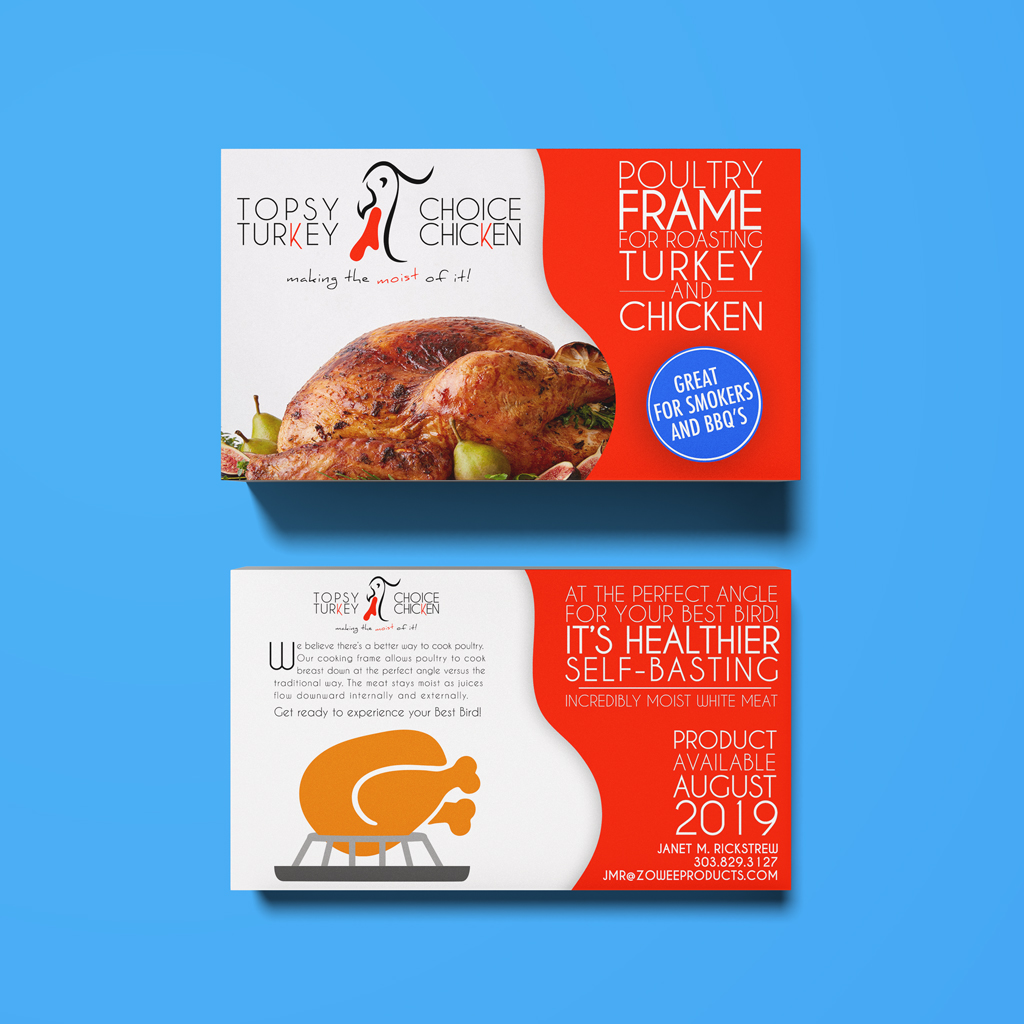 TOPSY
TURKEY
CHOICE
CHICKEN
making the moist of it!
POULTRY
FRAME
FOR ROASTING
TURKEY
AND
CHICKEN
GREAT
FOR SMOKERS
AND BBQ'S
TOPSY
TURKEY
CHOICE
CHICKEN
making the moist of it!
We believe there's a better way to cook poultry.
Our cooking frame allows poultry to cook
breast down at the perfect angle versus the
traditional way. The meat stays moist as juices
flow downward internally and externally.
Get ready to experience your Best Bird!
AT THE PERFECT ANGLE
FOR YOUR BEST BIRD!
IT'S HEALTHIER
SELF-BASTING
INCREDIBLY MOIST WHITE MEAT
PRODUCT
AVAILABLE
AUGUST
2019
JANET M. RICKSTREW
303.829.3127
JMR@ZOWEEPRODUCTS.COM